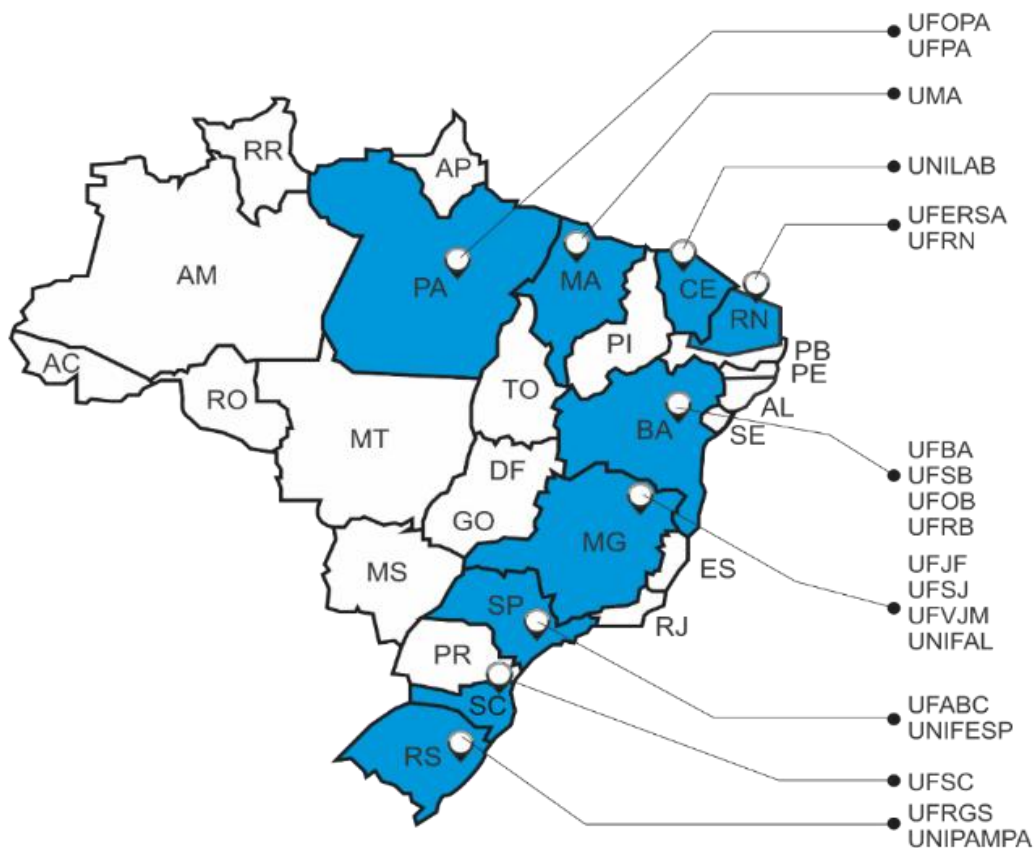 UFOPA
UFPA
UMA
UNILAB
UFERSA
UFRN
RR
AP
AM
PA
MA
CE
RN
PI
PB
PE
AC
RO
TO
AL
MT
BA
SE
DF
GO
UFBA
UFSB
UFOB
UFRB
MG
MS
ES
UFJF
UFSJ
UFVJM
UNIFAL
SP
RJ
PR
SC
UFABC
UNIFESP
RS
UFSC
UFRGS
UNIPAMPA